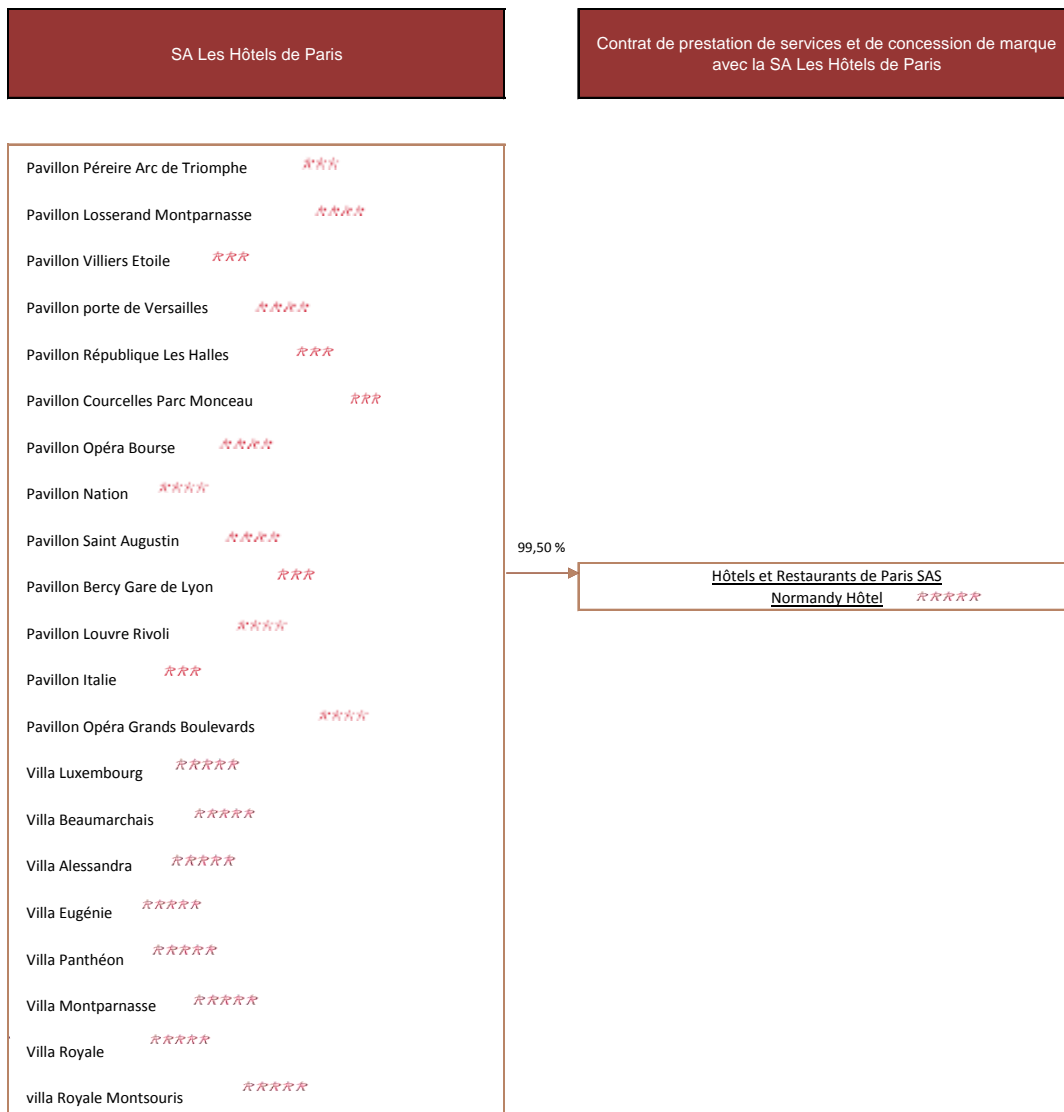 SA Les Hôtels de Paris
Contrat de prestation de services et de concession de marque
avec la SA Les Hôtels de Paris
Pavillon Péreire Arc de Triomphe
Pavillon Losserand Montparnasse
Pavillon Villiers Etoile
Pavillon porte de Versailles
Pavillon République Les Halles
Pavillon Courcelles Parc Monceau
Pavillon Opéra Bourse
Pavillon Nation
Pavillon Saint Augustin
Pavillon Bercy Gare de Lyon
Pavillon Louvre Rivoli
Pavillon Italie
Pavillon Opéra Grands Boulevards
Villa Luxembourg
Villa Beaumarchais
Villa Alessandra
Villa Eugénie
Villa Panthéon
Villa Montparnasse
Villa Royale
villa Royale Montsouris
99,50 %
Hôtels et Restaurants de Paris SAS
Normandy Hôtel